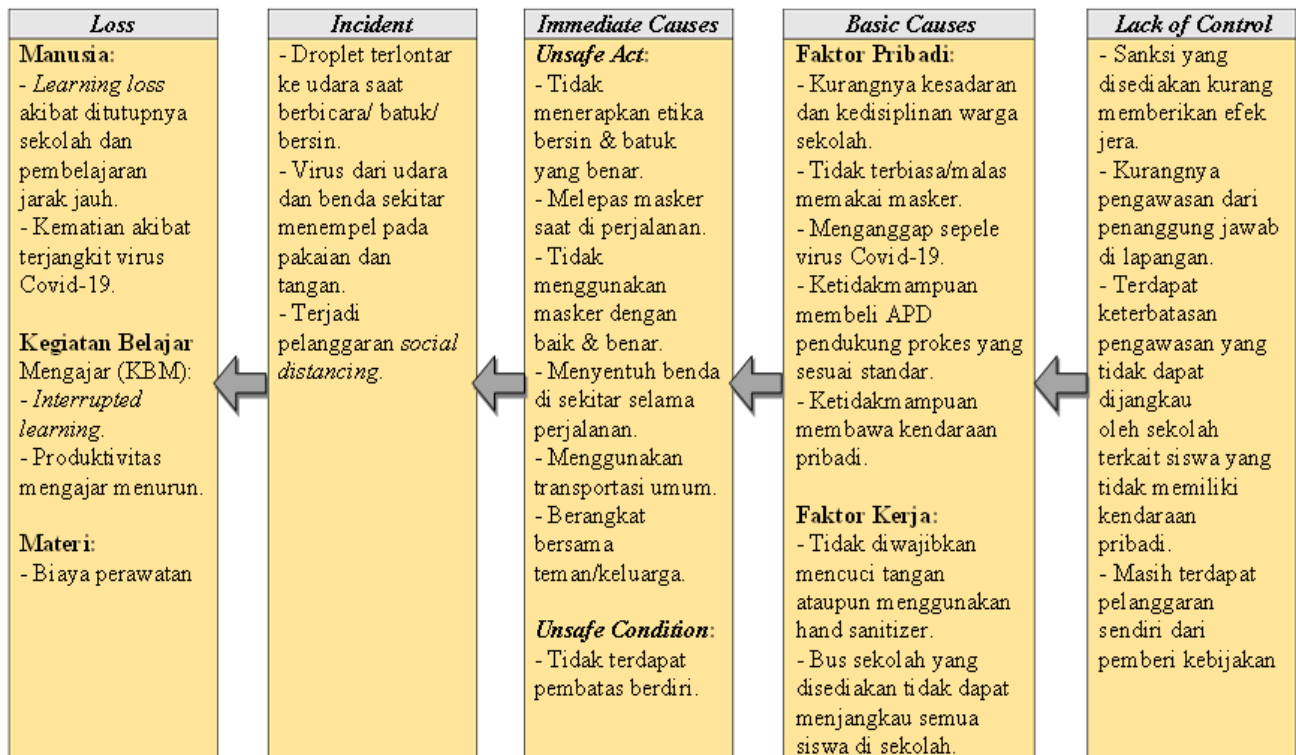 Loss
Manusia:
- Learning loss
akibat ditutupnya
sekolah dan
pembelajaran
jarak jauh.
- Kematian akibat
terjangkit virus
Covid-19.
Kegiatan Belajar
Mengajar (KBM):
- Interrupted
learning.
- Produktivitas
mengajar menurun.
Materi:
- Biaya perawatan
Incident
- Droplet terlontar
ke udara saat
berbicara/ batuk/
bersin.
- Virus dari udara
dan benda sekitar
menempel pada
pakaian dan
tangan.
- Terjadi
pelanggaran social
distancing.
Immediate Causes
Unsafe Act:
- Tidak
menerapkan etika
bersin & batuk
yang benar.
- Melepas masker
saat di perjalanan.
- Tidak
menggunakan
masker dengan
baik & benar.
- Menyentuh benda
di sekitar selama
perjalanan.
- Menggunakan
transportasi umum.
- Berangkat
bersama
teman/keluarga.
Unsafe Condition:
- Tidak terdapat
pembatas berdiri.
Basic Causes
Faktor Pribadi:
- Kurangnya kesadaran
dan kedisiplinan warga
sekolah.
- Tidak terbiasa/malas
memakai masker.
- Menganggap sepele
virus Covid-19.
- Ketidakmampuan
membeli APD
pendukung prokes yang
sesuai standar.
- Ketidakmampuan
membawa kendaraan
pribadi.
Faktor Kerja:
- Tidak diwajibkan
mencuci tangan
ataupun menggunakan
hand sanitizer.
- Bus sekolah yang
disediakan tidak dapat
menjangkau semua
siswa di sekolah.
Lack of Control
- Sanksi yang
disediakan kurang
memberikan efek
jera.
- Kurangnya
pengawasan dari
penanggung jawab
di lapangan.
- Terdapat
keterbatasan
pengawasan yang
tidak dapat
dijangkau
oleh sekolah
terkait siswa yang
tidak memiliki
kendaraan
pribadi.
- Masih terdapat
pelanggaran
sendiri dari
pemberi kebijakan